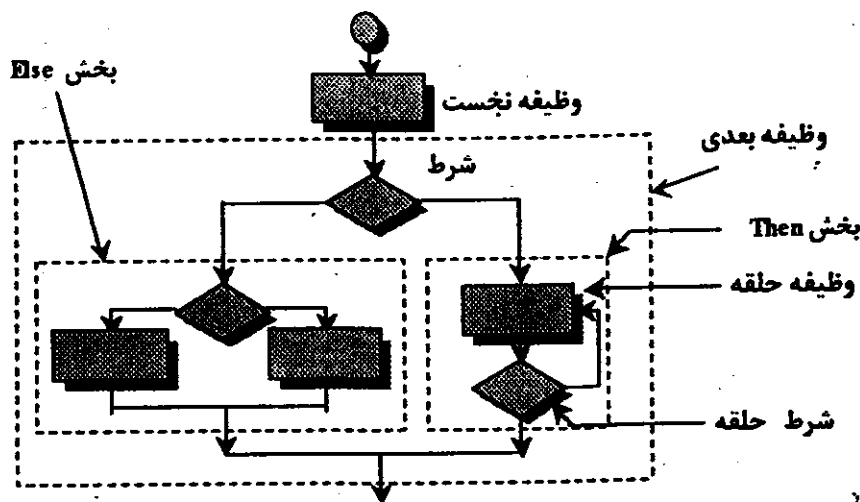 بخش Else
وظیفه نخست
وظیفه بعدی
شرط
بخش Then
وظیفه حلقه
شرط حلقه